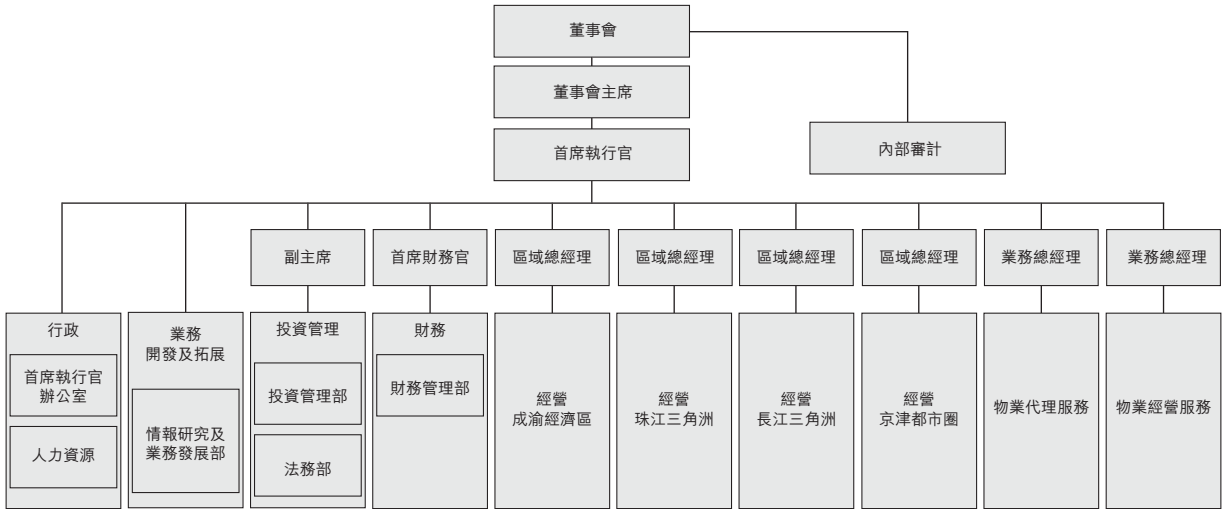 董事會
董事會主席
首席執行官
內部審計
副主席
首席財務官
區域總經理
區域總經理
區域總經理
區域總經理
業務總經理
業務總經理
行政
首席執行官
辦公室
人力資源
業務
開發及拓展
情報研究及
業務發展部
投資管理
投資管理部
法務部
財務
財務管理部
經營
成渝經濟區
經營
珠江三角洲
經營
長江三角洲
經營
京津都市圈
物業代理服務
物業經營服務